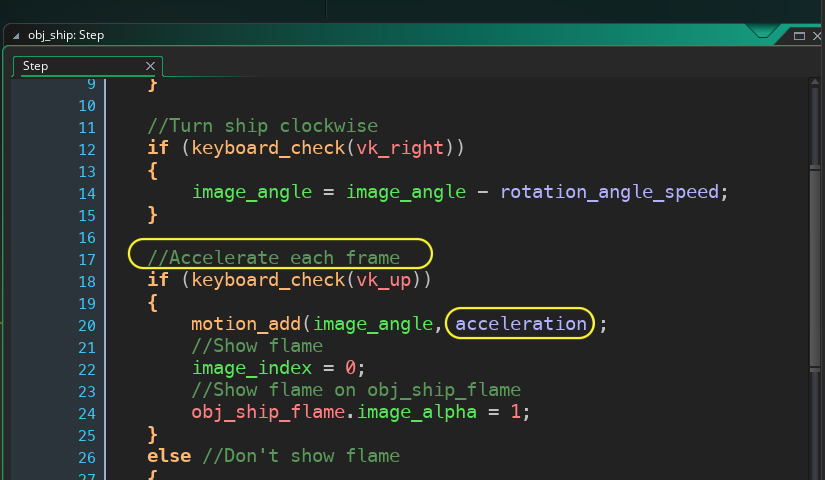 obj_ship: Step
Step
9 }
10
11 //Turn ship clockwise
12 if (keyboard_check(vk_right))
13 {
14 image_angle = image_angle - rotation_angle_speed;
15 }
16
17 //Accelerate each frame
18 if (keyboard_check(vk_up))
19 {
20 motion_add(image_angle, acceleration ;
21 //Show flame
22 image_index = 0;
23 //Show flame on obj_ship_flame
24 obj_ship_flame.image_alpha = 1;
25 }
26 else //Don't show flame
27 {